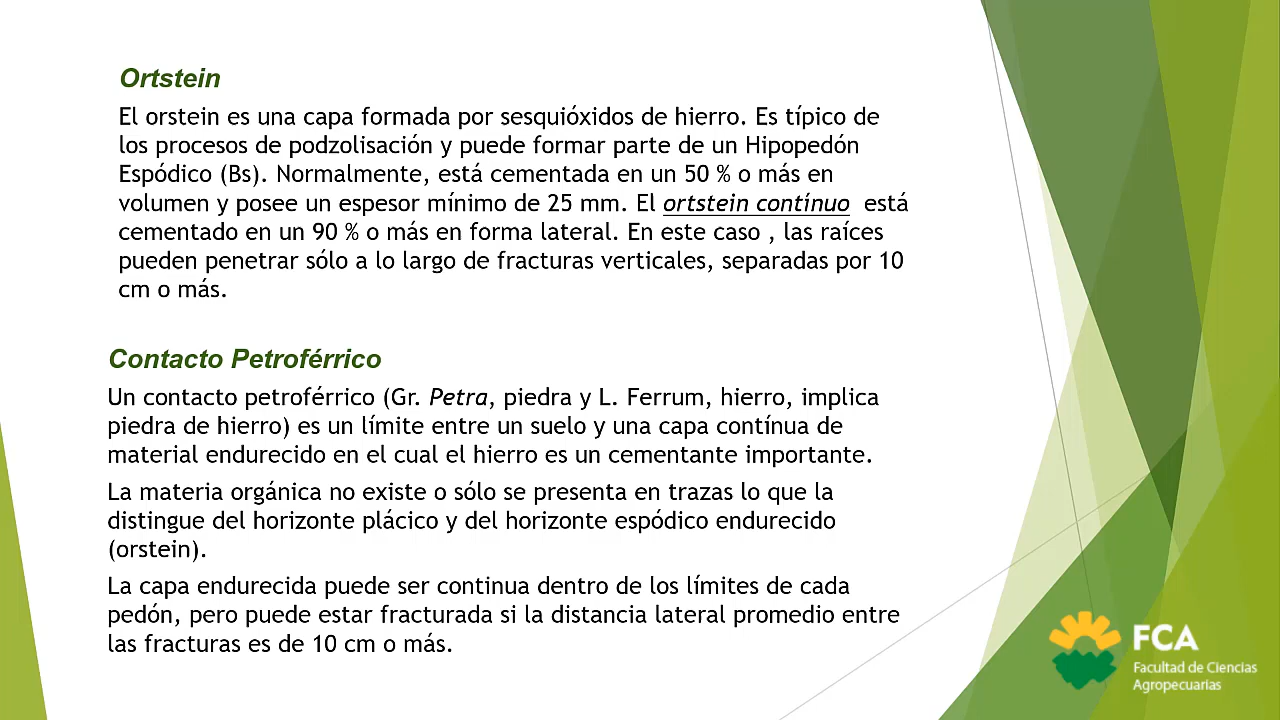 Ortstein
El orstein es una capa formada por sesquióxidos de hierro. Es típico de
los procesos de podzolisación y puede formar parte de un Hipopedón
Espódico (Bs). Normalmente, está cementada en un 50 % o más en
volumen y posee un espesor mínimo de 25 mm. El ortstein contínuo está
cementado en un 90 % o más en forma lateral. En este caso , las raíces
pueden penetrar sólo a lo largo de fracturas verticales, separadas por 10
cm o más.
Contacto Petroférrico
Un contacto petroférrico (Gr. Petra, piedra y L. Ferrum, hierro, implica
piedra de hierro) es un límite entre un suelo y una capa contínua de
material endurecido en el cual el hierro es un cementante importante.
La materia orgánica no existe o sólo se presenta en trazas lo que la
distingue del horizonte plácico y del horizonte espódico endurecido
(orstein).
La capa endurecida puede ser continua dentro de los límites de cada
pedón, pero puede estar fracturada si la distancia lateral promedio entre
las fracturas es de 10 cm o más.
FCA
Facultad de Ciencias
Agropecuarias